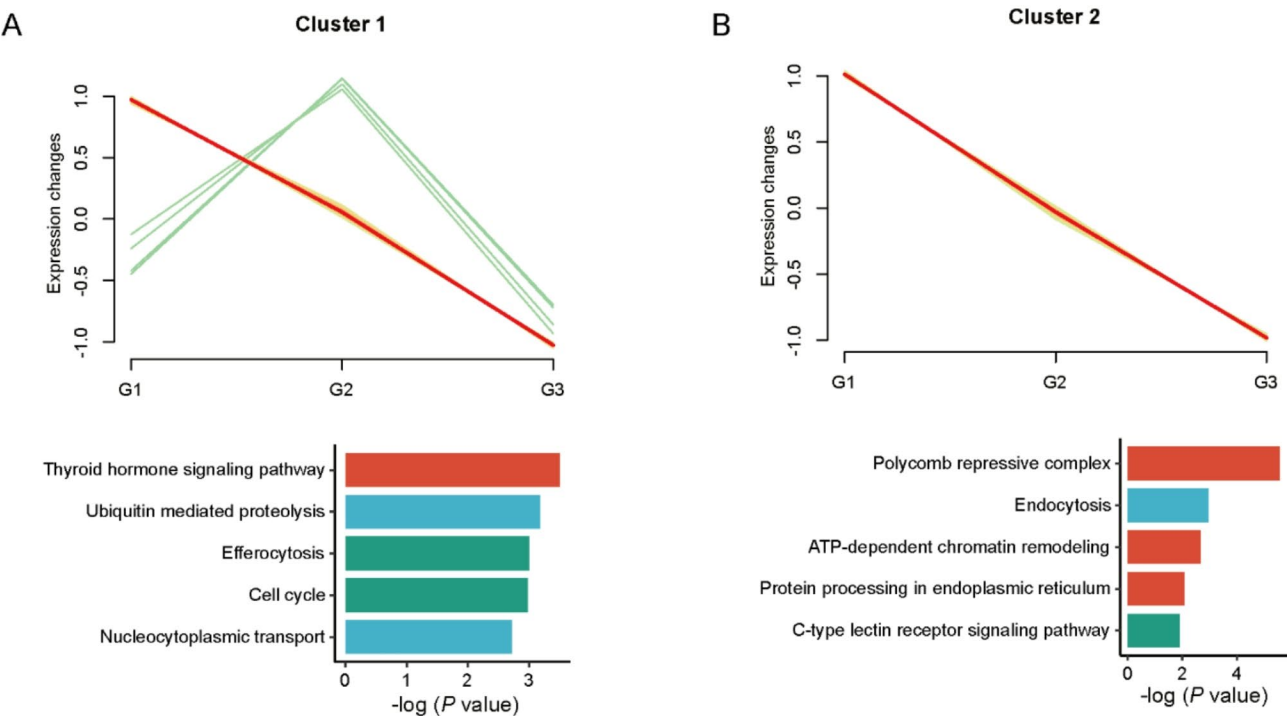 A
Cluster 1
Expression changes
1.0
0.5
0.0
-0.5
-1.0
G1
G2
G3
Thyroid hormone signaling pathway
Ubiquitin mediated proteolysis
Efferocytosis
Cell cycle
Nucleocytoplasmic transport
0 1 2 3
-log (P value)
B
Cluster 2
Expression changes
1.0
0.5
0.0
-0.5
-1.0
G1
G2
G3
Polycomb repressive complex
Endocytosis
ATP-dependent chromatin remodeling
Protein processing in endoplasmic reticulum
C-type lectin receptor signaling pathway
0 2 4
-log (P value)